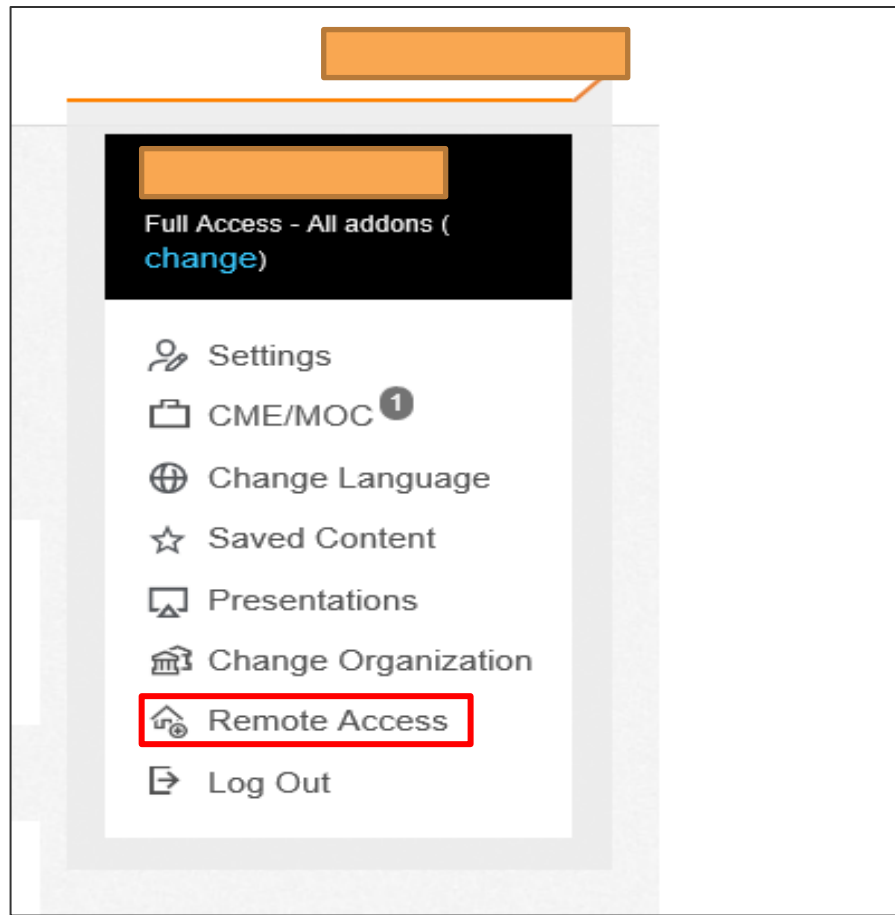 Full Access - All addons (
change)
Settings
CME/MOC 1
Change Language
Saved Content
Presentations
Change Organization
Remote Access
Log Out